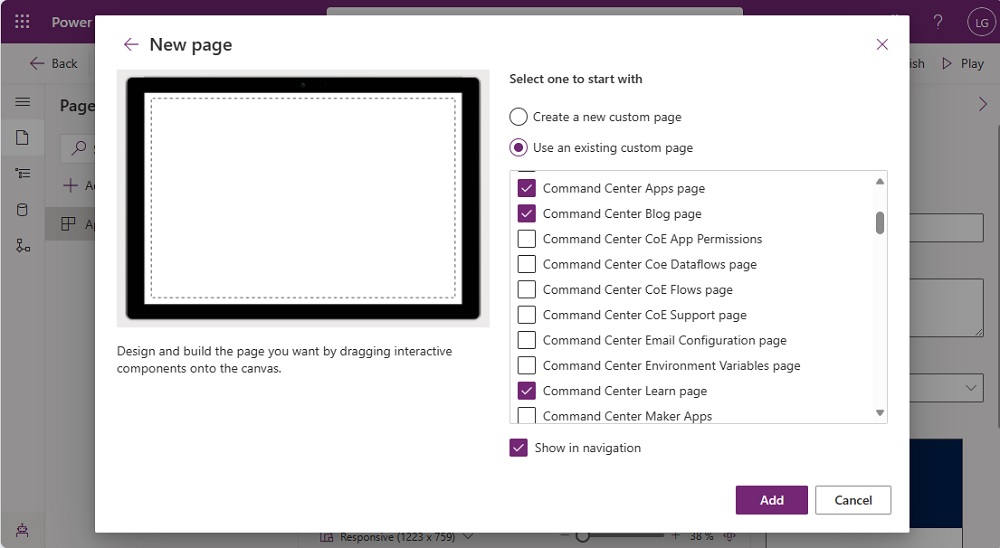 Power
LG
Back
ish
Play
Page
New page
Select one to start with
Create a new custom page
Use an existing custom page
Command Center Apps page
Command Center Blog page
Command Center CoE App Permissions
Command Center Coe Dataflows page
Command Center CoE Flows page
Command Center CoE Support page
Command Center Email Configuration page
Command Center Environment Variables page
Command Center Learn page
Command Center Maker Apps
Design and build the page you want by dragging interactive
components onto the canvas.
Show in navigation
Add
Cancel
Responsive (1223 x 759)
38 %